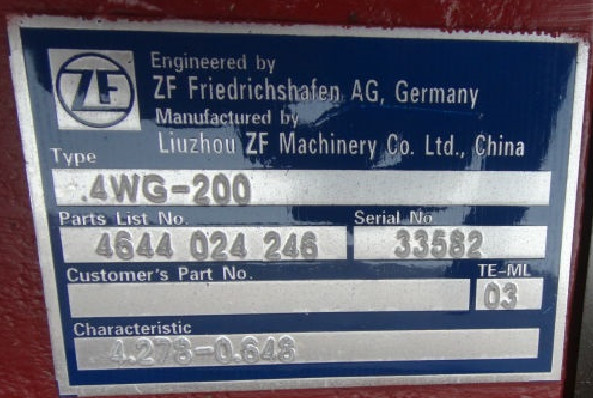 ZF
Engineered by
ZF Friedrichshafen AG, Germany
Manufactured by
Liuzhou ZF Machinery Co. Ltd., China
Type
.4WG-200
Parts List No.
Serial No
4644 024 246
33582
Customer's Part No.
TE-ML
03
Characteristic
4.278-0.648